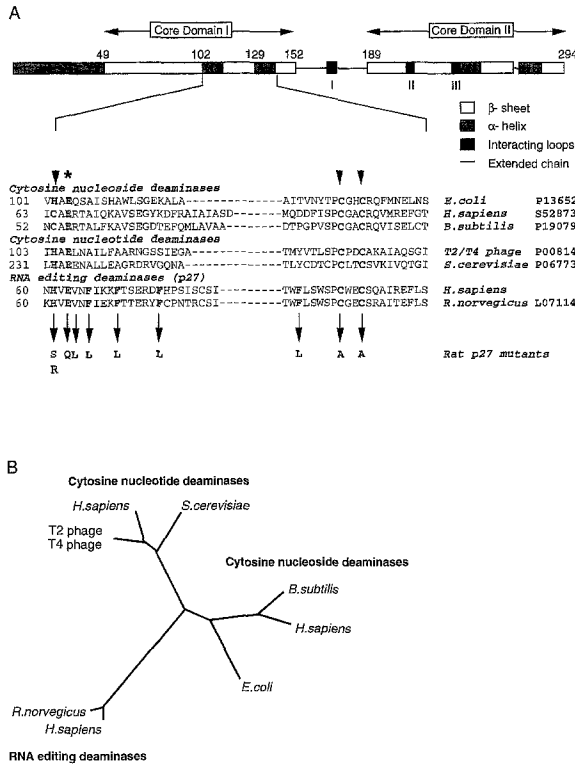 A
Core Domain I
Core Domain II
49 102 129 152 189 294
I II III
β- sheet
α- helix
Interacting loops
Extended chain
*
Cytosine nucleoside deaminases
101 VHAEQSAISHAWLSGEKALA----------AITVNYTPCGHCRQFMNELNS E.coli P13652
63 ICAERTAIQKAVSEGYKDFRAIAIASD------MQDDFISPCGACRQVMREFGT H.sapiens S52873
52 NCAERTALFKAVSEGDTEFQMLAVAA-------DTPGPVSPCGACRQVISELCT B.subtilis P19079
Cytosine nucleotide deaminases
103 IHAELNAILFAARNGSSIEGA---------TMYVTLSPCPDCAKAIAQSGI T2/T4 phage P00814
231 LHAEENALLEAGRDRVGQNA----------TLYCDTCPCLTCSVKIVQTGI S.cerevisiae P06773
RNA editing deaminases (p27)
60 NHVEVNFIKKFTSERDFHPSISCSI-----TWFLSWSPCWECSQAIREFLS H.sapiens
60 KHVEVNFIEKFTTERYFCPNTRCSI-----TWFLSWSPCGECSRAITEFLS R.norvegicus L07114
S Q L L L L L A A Rat p27 mutants
R
B
Cytosine nucleotide deaminases
H.sapiens
S.cerevisiae
T2 phage
T4 phage
Cytosine nucleoside deaminases
B.subtilis
H.sapiens
E.coli
R.norvegicus
H.sapiens
RNA editing deaminases